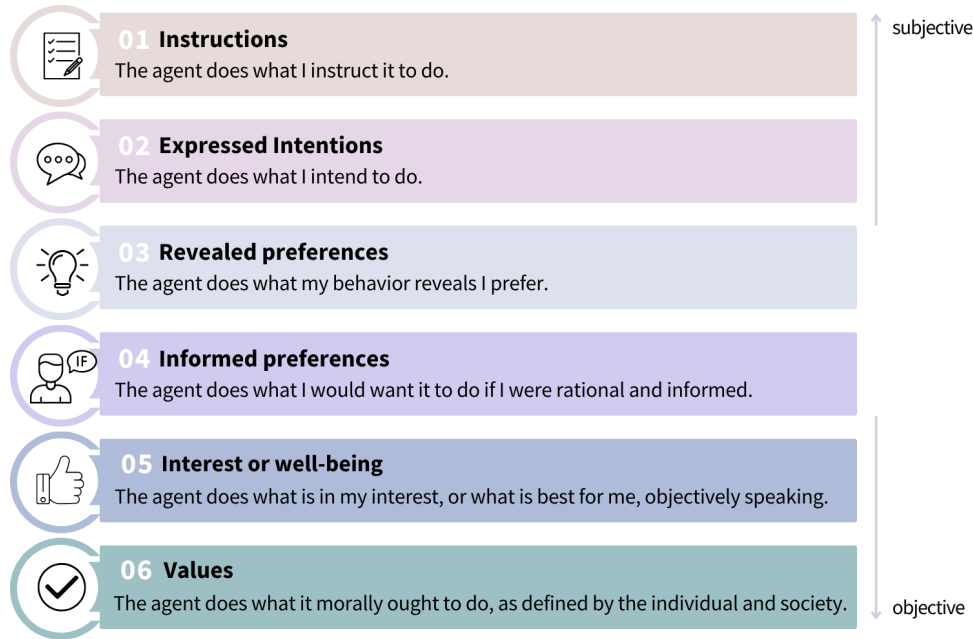 01 Instructions
The agent does what I instruct it to do.
subjective
02 Expressed Intentions
The agent does what I intend to do.
03 Revealed preferences
The agent does what my behavior reveals I prefer.
IF
04 Informed preferences
The agent does what I would want it to do if I were rational and informed.
05 Interest or well-being
The agent does what is in my interest, or what is best for me, objectively speaking.
06 Values
The agent does what it morally ought to do, as defined by the individual and society.
objective